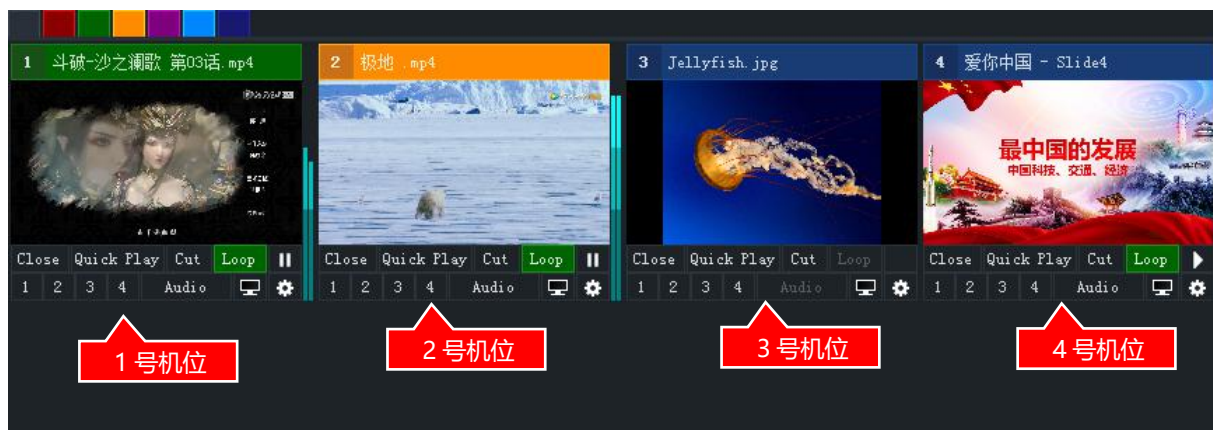 1 斗破-沙之澜歌 第03话.mp4
2 极地 .mp4
3 Jellyfish.jpg
4 爱你中国 - Slide4
最中国的发展
中国科技、交通、经济
Close Quick Play Cut Loop
1 2 3 4 Audio
Close Quick Play Cut Loop
1 2 3 4 Audio
Close Quick Play Cut Loop
1 2 3 4 Audio
Close Quick Play Cut Loop
1 2 3 4 Audio
1号机位
2号机位
3号机位
4号机位